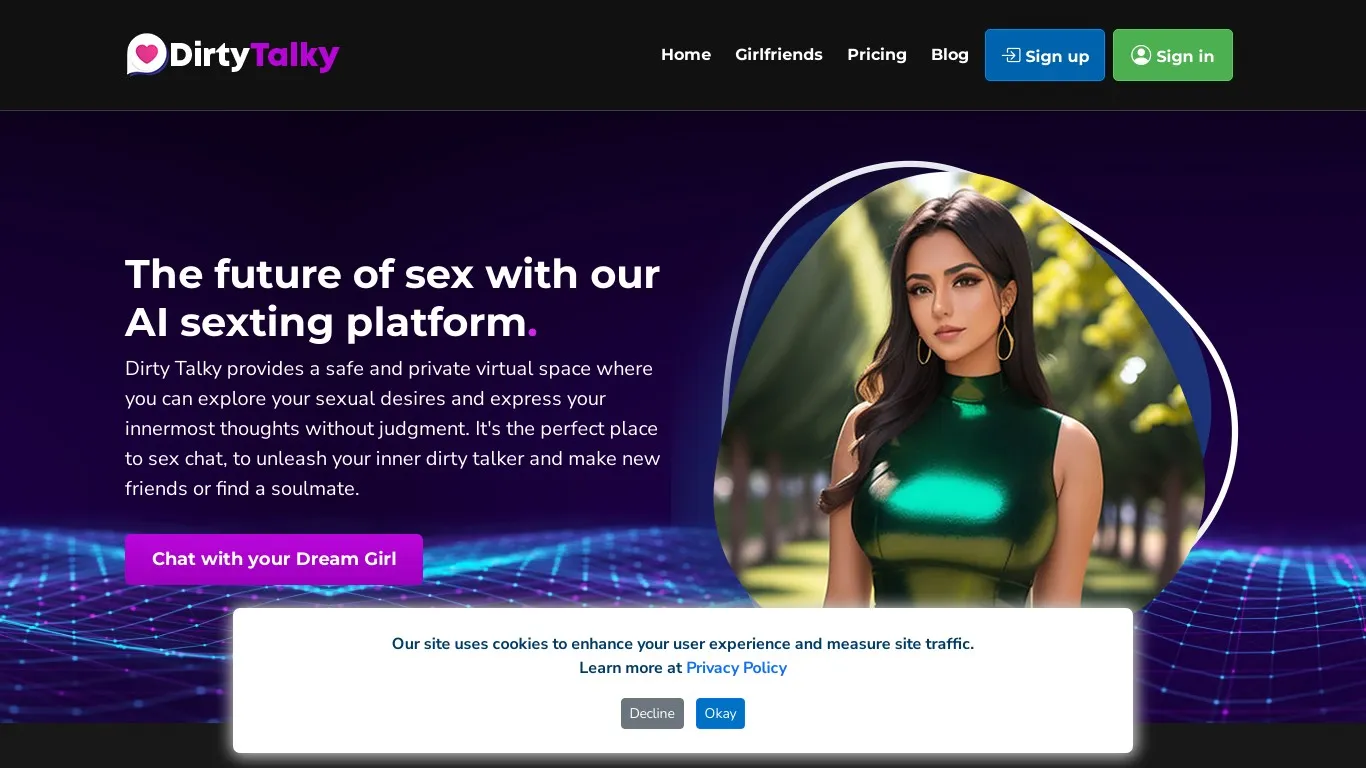 DirtyTalky
Home Girlfriends Pricing Blog Sign up Sign in
The future of sex with our
AI sexting platform.
Dirty Talky provides a safe and private virtual space where
you can explore your sexual desires and express your
innermost thoughts without judgment. It's the perfect place
to sex chat, to unleash your inner dirty talker and make new
friends or find a soulmate.
Chat with your Dream Girl
Our site uses cookies to enhance your user experience and measure site traffic.
Learn more at Privacy Policy
Decline Okay